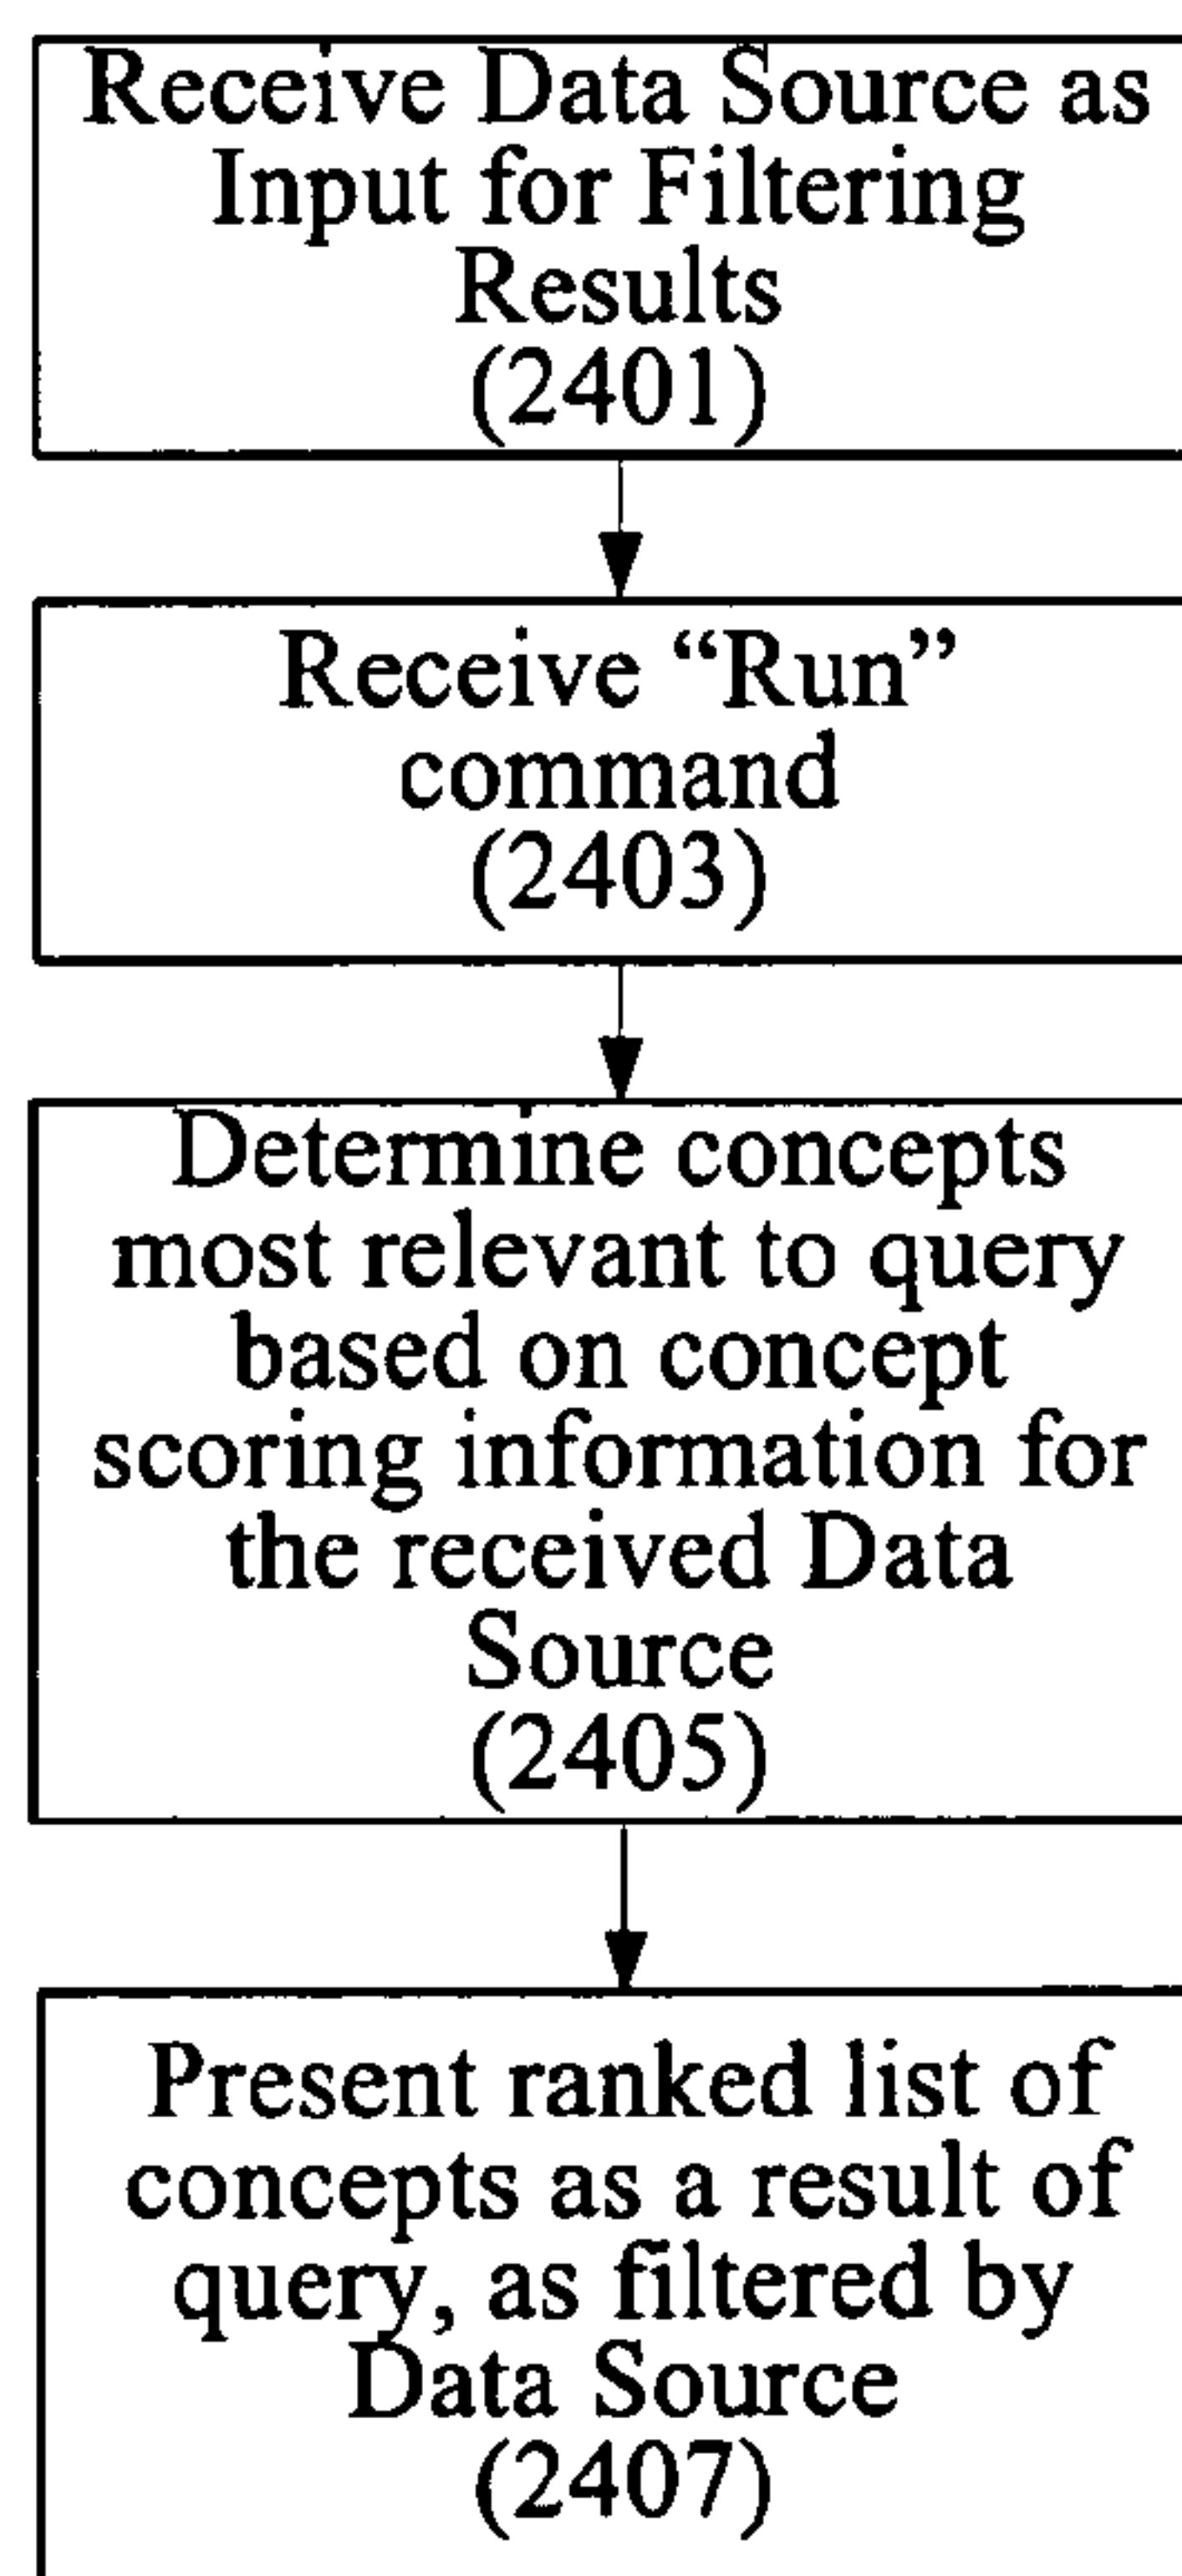 Receive Data Source as
Input for Filtering
Results
(2401)
Receive “Run”
command
(2403)
Determine concepts
most relevant to query
based on concept
scoring information for
the received Data
Source
(2405)
Present ranked list of
concepts as a result of
query, as filtered by
Data Source
(2407)